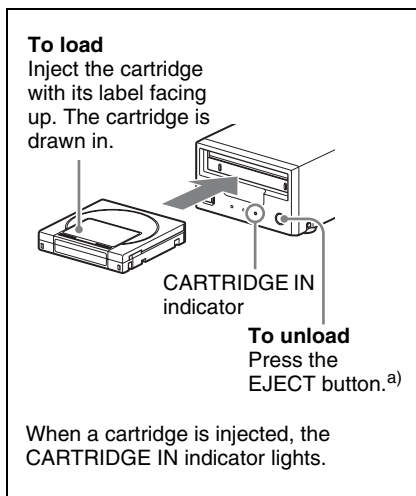 To load
Inject the cartridge
with its label facing
up. The cartridge is
drawn in.
CARTRIDGE IN
indicator
To unload
Press the
EJECT button.a)
When a cartridge is injected, the
CARTRIDGE IN indicator lights.